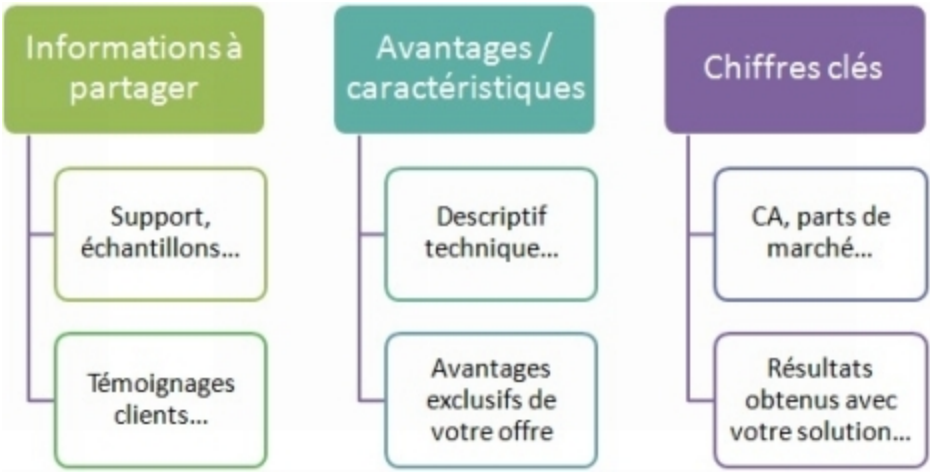 Informations à
partager
Support,
échantillons...
Témoignages
clients...
Avantages /
caractéristiques
Descriptif
technique...
Avantages
exclusifs de
votre offre
Chiffres clés
CA, parts de
marché...
Résultats
obtenus avec
votre solution...